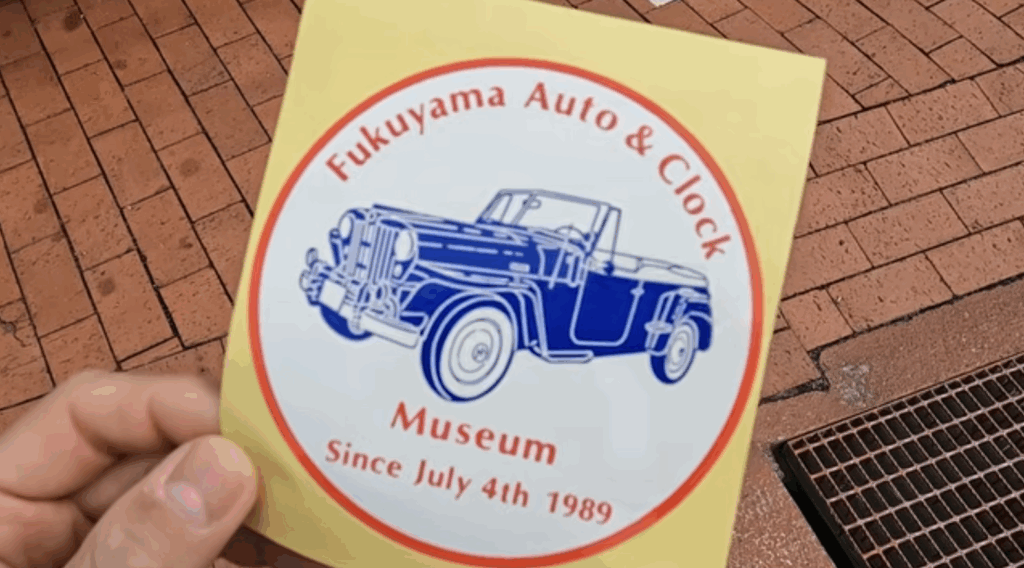 Fukuyama Auto & Clock
Museum
Since July 4th 1989